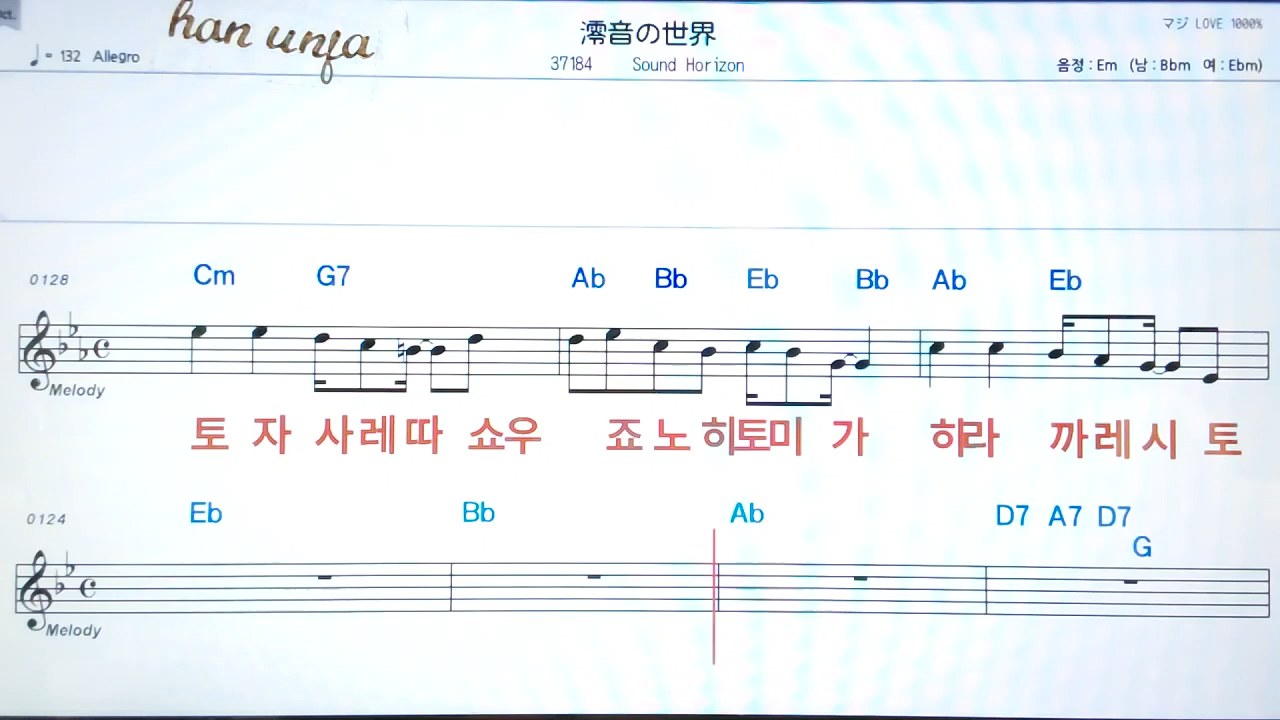 ct.
han unfa
澪音の世界
マジ LOVE 1000%
♩= 132 Allegro
37184 Sound Horizon
음정 : Em (남 : Bbm 여 : Ebm)
0128
Cm G7 Ab Bb Eb Bb Ab Eb
Melody
토 자 사 레 따 쇼우 죠 노 히토미 가 햐라 까 레 시 토
0124
Eb Bb Ab D7 A7 D7
G
Melody